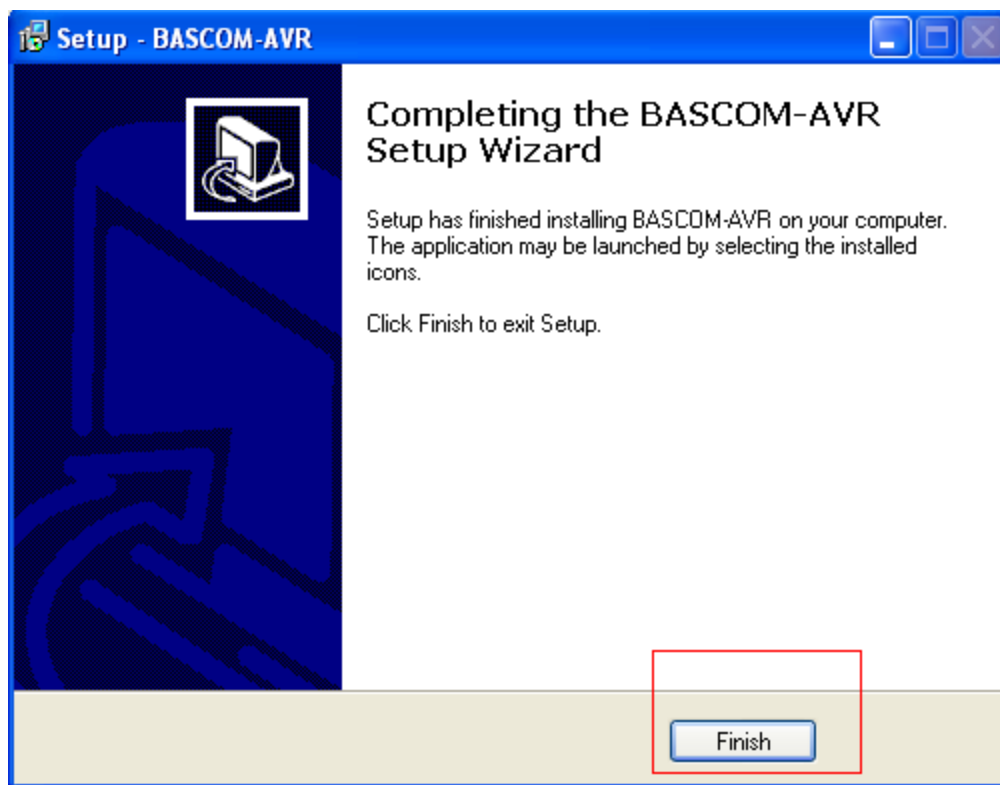 Setup - BASCOM-AVR
Completing the BASCOM-AVR
Setup Wizard
Setup has finished installing BASCOM-AVR on your computer.
The application may be launched by selecting the installed
icons.
Click Finish to exit Setup.
Finish